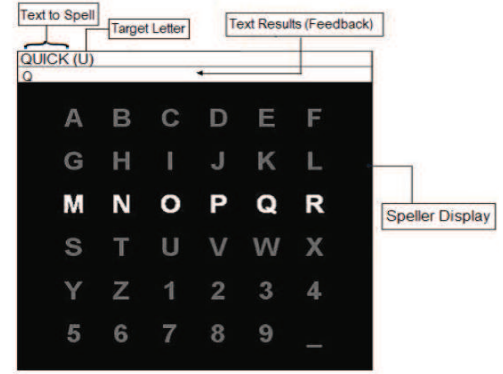 Text to Spell
Target Letter
Text Results (Feedback)
QUICK (U)
Q
A B C D E F
G H I J K L
M N O P Q R
Speller Display
S T U V W X
Y Z 1 2 3 4
5 6 7 8 9 _